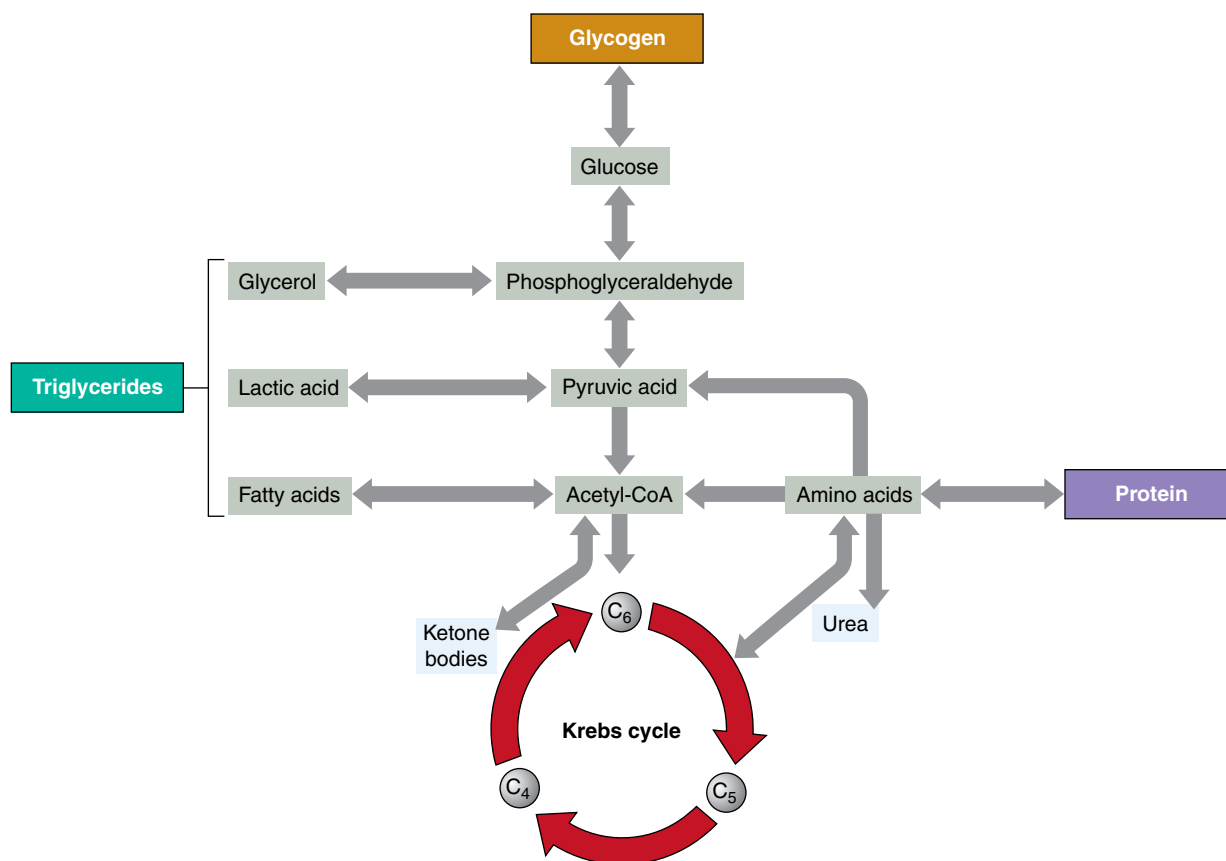 Glycogen
Glucose
Glycerol
Phosphoglyceraldehyde
Triglycerides
Lactic acid
Pyruvic acid
Fatty acids
Acetyl-CoA
Amino acids
Protein
C6
Ketone
bodies
Urea
Krebs cycle
C4
C5